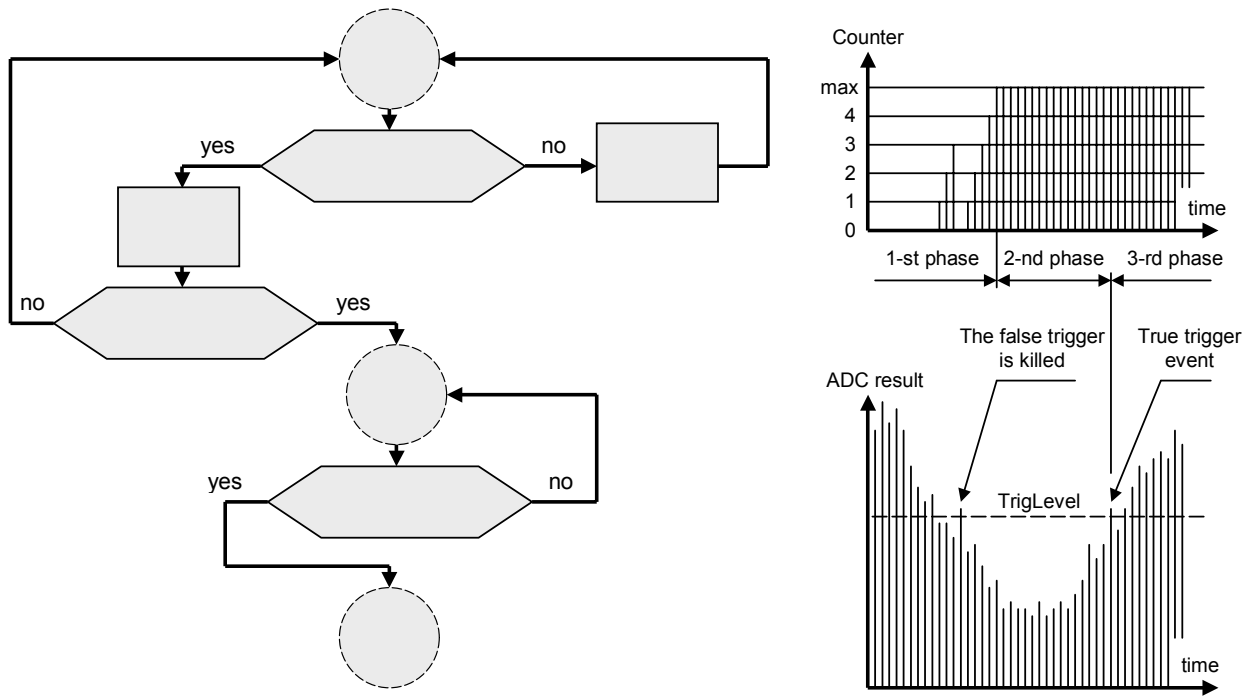 yes
no
no
yes
yes
no
Counter
max
4
3
2
1
0
time
1-st phase
2-nd phase
3-rd phase
The false trigger
is killed
True trigger
event
ADC result
TrigLevel
time